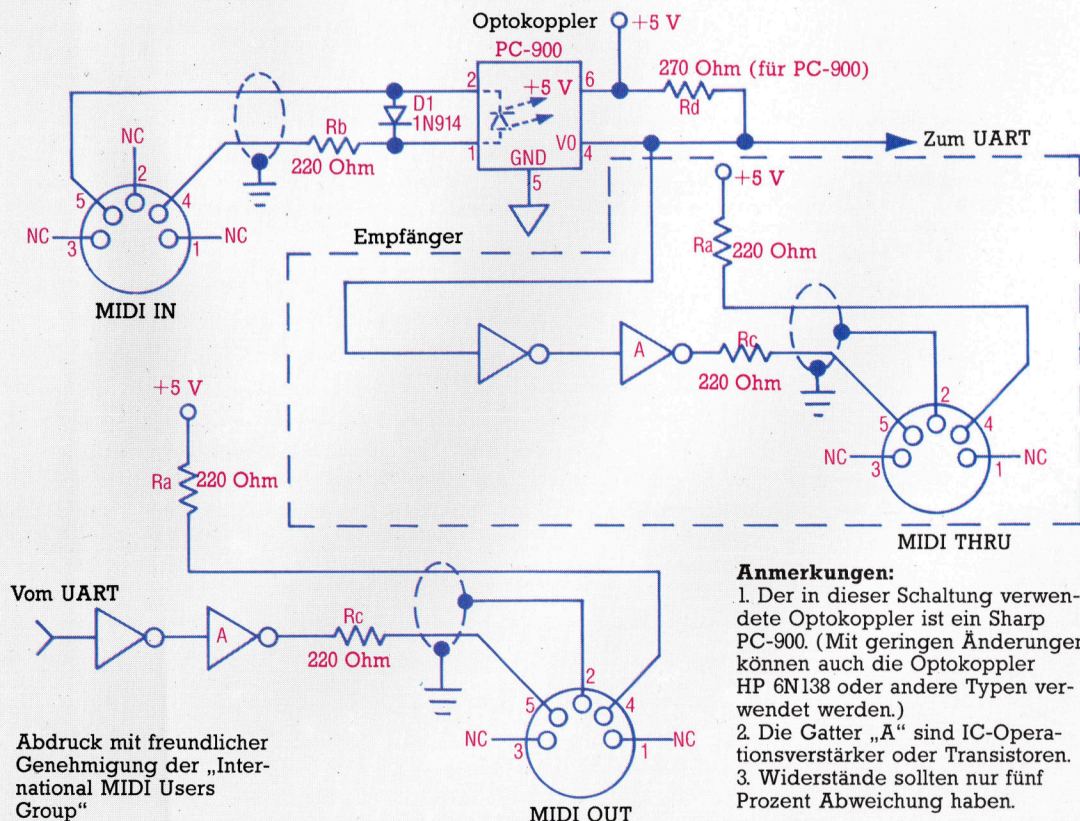 Optokoppler
PC-900
+5 V
2
6
+5 V
270 Ohm (für PC-900)
Rd
D1
1N914
Rb
220 Ohm
1
V0
4
GND
5
Zum UART
NC
2
5
4
NC
3
1
NC
MIDI IN
Empfänger
+5 V
Ra
220 Ohm
A
Rc
220 Ohm
2
5
4
NC
3
1
NC
MIDI THRU
+5 V
Ra
220 Ohm
Vom UART
A
Rc
220 Ohm
2
5
4
NC
3
1
NC
MIDI OUT
Abdruck mit freundlicher
Genehmigung der „Inter-
national MIDI Users
Group“
Anmerkungen:
1. Der in dieser Schaltung verwen-
dete Optokoppler ist ein Sharp
PC-900. (Mit geringen Änderungen
können auch die Optokoppler
HP 6N138 oder andere Typen ver-
wendet werden.)
2. Die Gatter „A“ sind IC-Opera-
tionsverstärker oder Transistoren.
3. Widerstände sollten nur fünf
Prozent Abweichung haben.